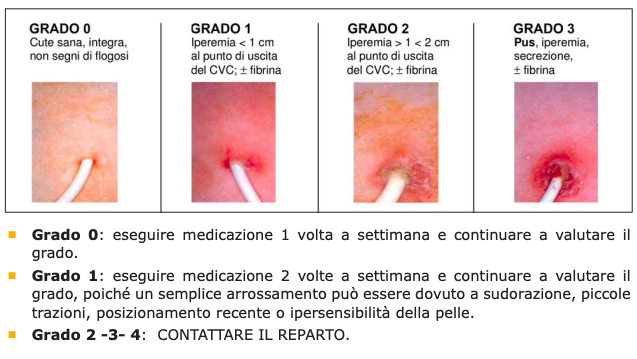 GRADO 0
Cute sana, integra,
non segni di flogosi
GRADO 1
Iperemia < 1 cm
al punto di uscita
del CVC; ± fibrina
GRADO 2
Iperemia > 1 < 2 cm
al punto di uscita
del CVC; ± fibrina
GRADO 3
Pus, iperemia,
secrezione,
± fibrina
Grado 0: eseguire medicazione 1 volta a settimana e continuare a valutare il
grado.
Grado 1: eseguire medicazione 2 volte a settimana e continuare a valutare il
grado, poiché un semplice arrossamento può essere dovuto a sudorazione, piccole
trazioni, posizionamento recente o ipersensibilità della pelle.
Grado 2 -3- 4: CONTATTARE IL REPARTO.